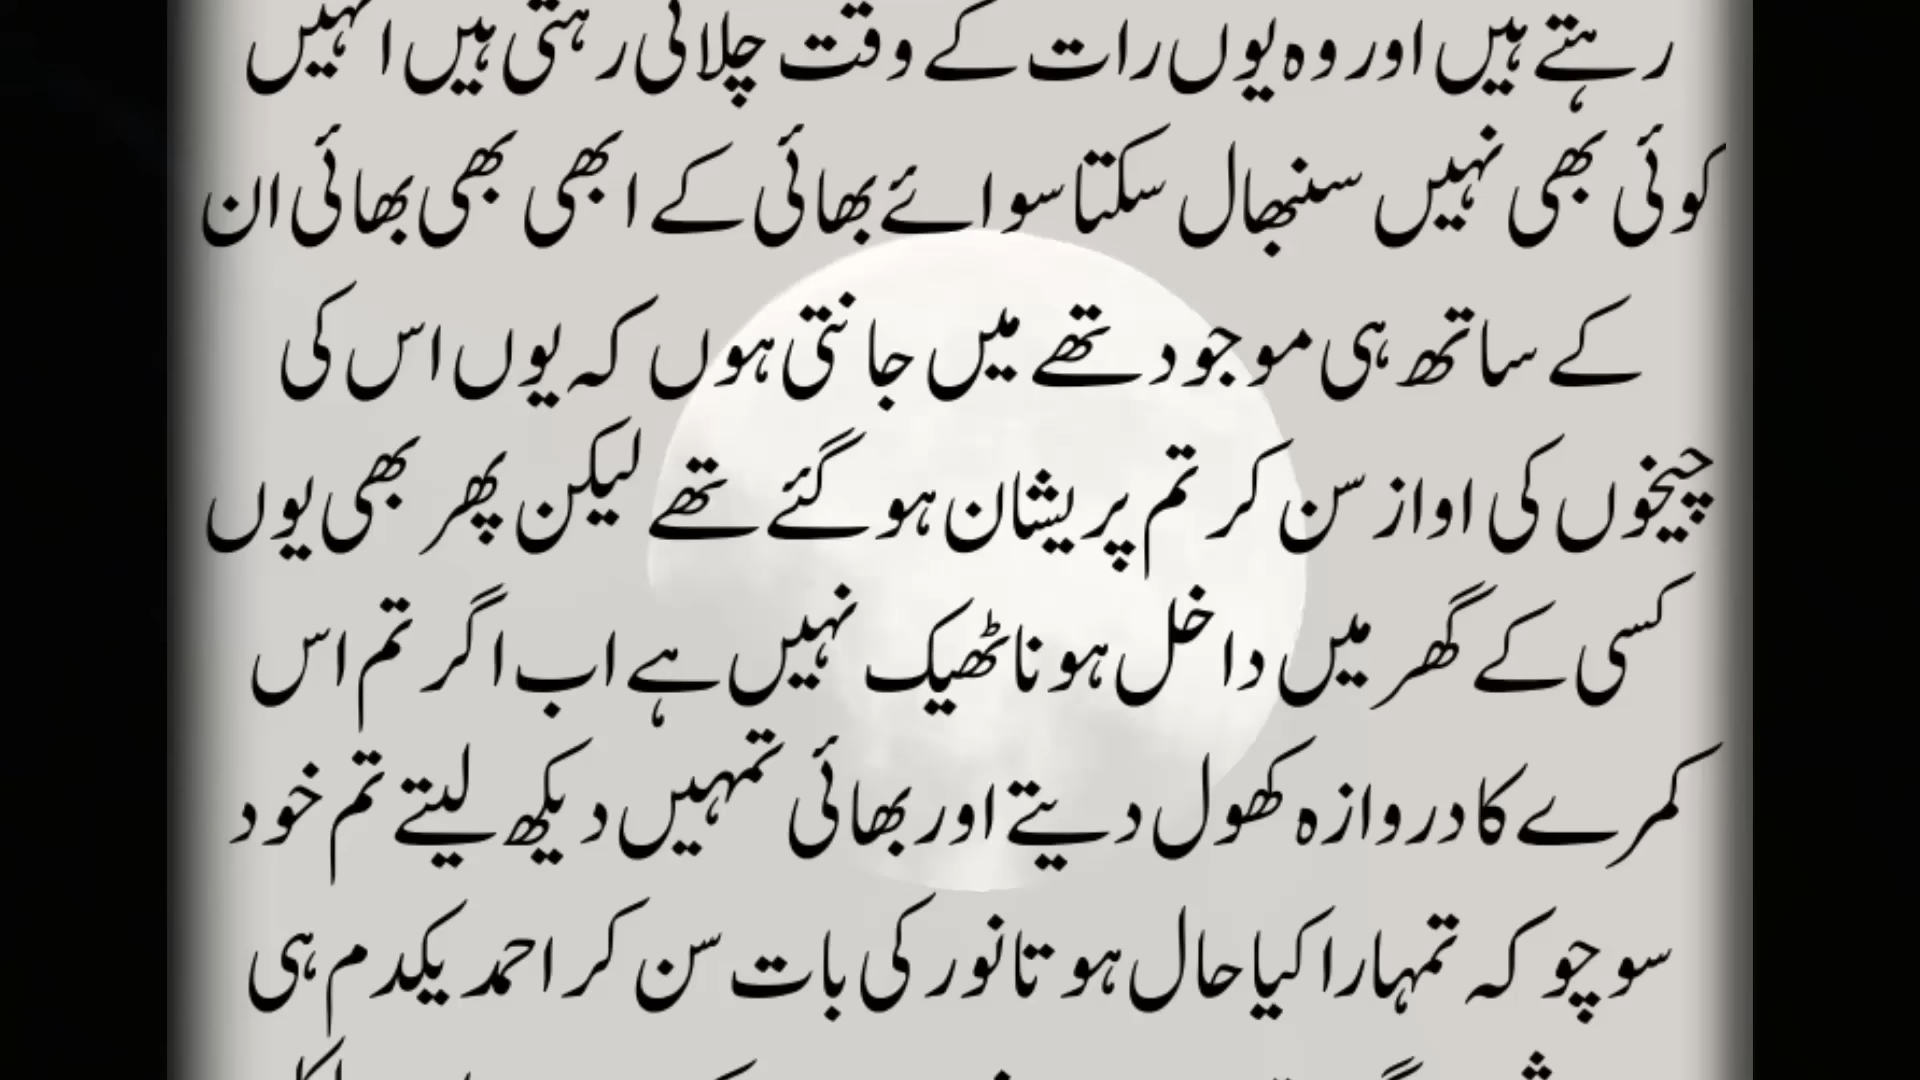 رہتے ہیں اور وہ یوں رات کے وقت چلاتی رہتی ہیں انہیں
کوئی بھی نہیں سنبھال سکتا سوائے بھائی کے ابھی بھی بھائی ان
کے ساتھ ہی موجود تھے میں جانتی ہوں کہ یوں اس کی
چیخوں کی اواز سن کر تم پریشان ہو گئے تھے لیکن پھر بھی یوں
کسی کے گھر میں داخل ہونا ٹھیک نہیں ہے اب اگر تم اس
کمرے کا دروازہ کھول دیتے اور بھائی تمہیں دیکھ لیتے تم خود
سوچو کہ تمہارا کیا حال ہوتا نور کی بات سن کر احمد یکدم ہی